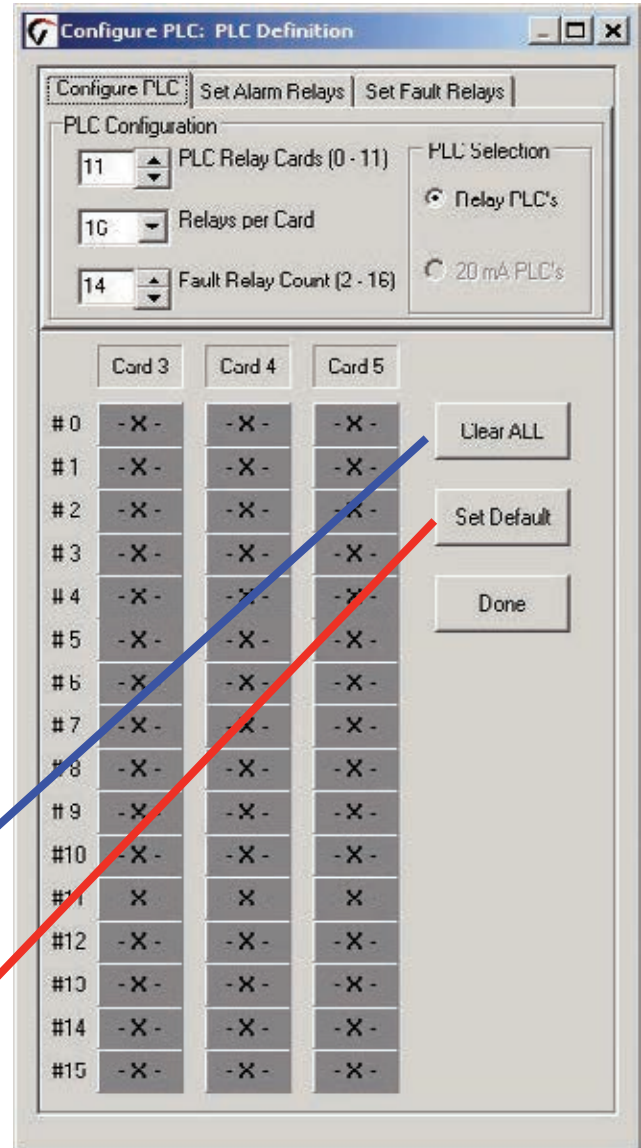 Configure PLC: PLC Definition
Configure PLC Set Alarm Relays Set Fault Relays
PLC Configuration
11 PLC Relay Cards (0 - 11)
16 Relays per Card
14 Fault Relay Count (2 - 16)
PLC Selection
Relay PLC's
20 mA PLC's
Card 3 Card 4 Card 5
# 0 - X - - X - - X -
# 1 - X - - X - - X -
# 2 - X - - X - - X -
# 3 - X - - X - - X -
# 4 - X - - X - - X -
# 5 - X - - X - - X -
# 6 - X - - X - - X -
# 7 - X - - X - - X -
# 8 - X - - X - - X -
# 9 - X - - X - - X -
#10 - X - - X - - X -
#11 X X X
#12 - X - - X - - X -
#13 - X - - X - - X -
#14 - X - - X - - X -
#15 - X - - X - - X -
Clear ALL
Set Default
Done